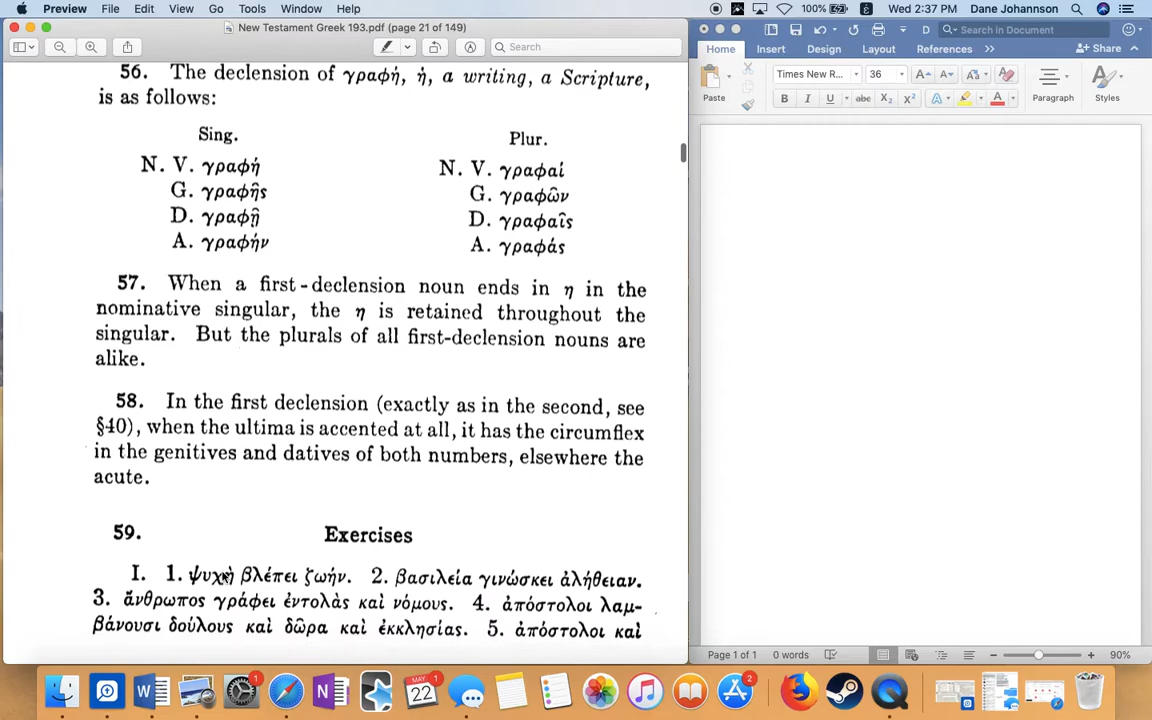 Preview File Edit View Go Tools Window Help 100% Wed 2:37 PM Dane Johannson
New Testament Greek 193.pdf (page 21 of 149)
Search
56. The declension of γραφή, ἡ, a writing, a Scripture,
is as follows:
Sing. Plur.
N. V. γραφή N. V. γραφαί
G. γραφῆς G. γραφῶν
D. γραφῇ D. γραφαῖς
A. γραφήν A. γραφάς
57. When a first-declension noun ends in η in the
nominative singular, the η is retained throughout the
singular. But the plurals of all first-declension nouns are
alike.
58. In the first declension (exactly as in the second, see
§40), when the ultima is accented at all, it has the circumflex
in the genitives and datives of both numbers, elsewhere the
acute.
59. Exercises
I. 1. ψυχὴ βλέπει ζωήν. 2. βασιλεία γινώσκει ἀλήθειαν.
3. ἄνθρωπος γράφει ἐντολὰς καὶ νόμους. 4. ἀπόστολοι λαμ-
βάνουσι δούλους καὶ δῶρα καὶ ἐκκλησίας. 5. ἀπόστολοι καὶ
D Search in Document
Home Insert Design Layout References Share
Paste Times New R... 36 Paragraph Styles
B I U abc X2 X2 A A
Page 1 of 1 0 words 90%
MAY 22
1
2